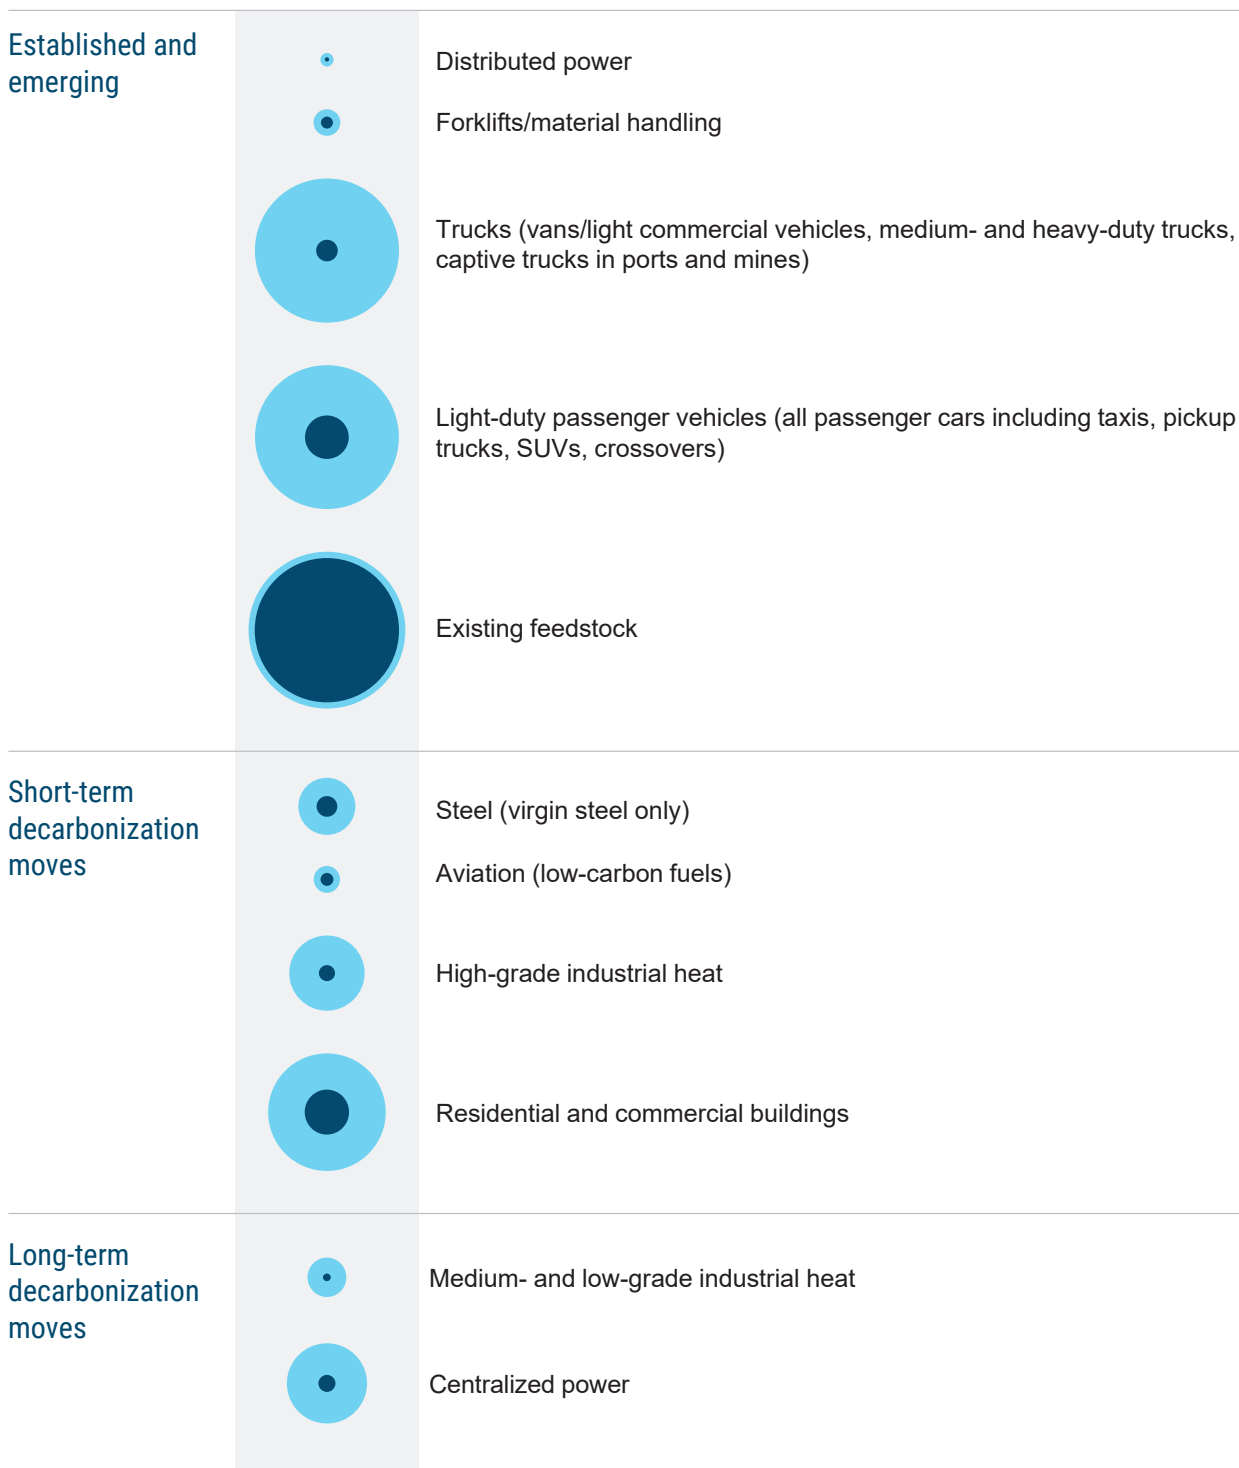 Established and
emerging
Distributed power
Forklifts/material handling
Trucks (vans/light commercial vehicles, medium- and heavy-duty trucks,
captive trucks in ports and mines)
Light-duty passenger vehicles (all passenger cars including taxis, pickup
trucks, SUVs, crossovers)
Existing feedstock
Short-term
decarbonization
moves
Steel (virgin steel only)
Aviation (low-carbon fuels)
High-grade industrial heat
Residential and commercial buildings
Long-term
decarbonization
moves
Medium- and low-grade industrial heat
Centralized power